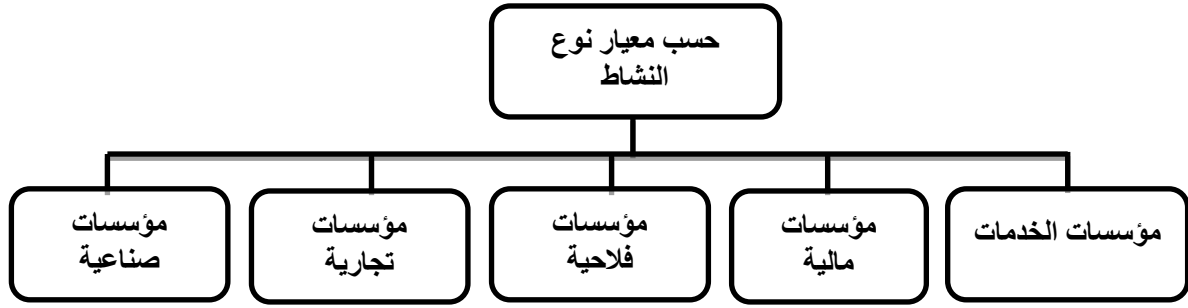 حسب معيار نوع
النشاط
مؤسسات الخدمات
مؤسسات
مالية
مؤسسات
فلاحية
مؤسسات
تجارية
مؤسسات
صناعية